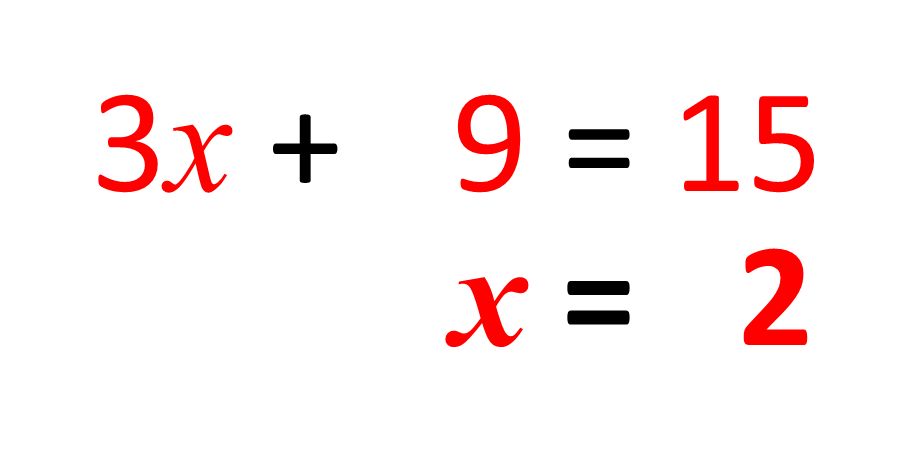 3x + 9 = 15
x = 2